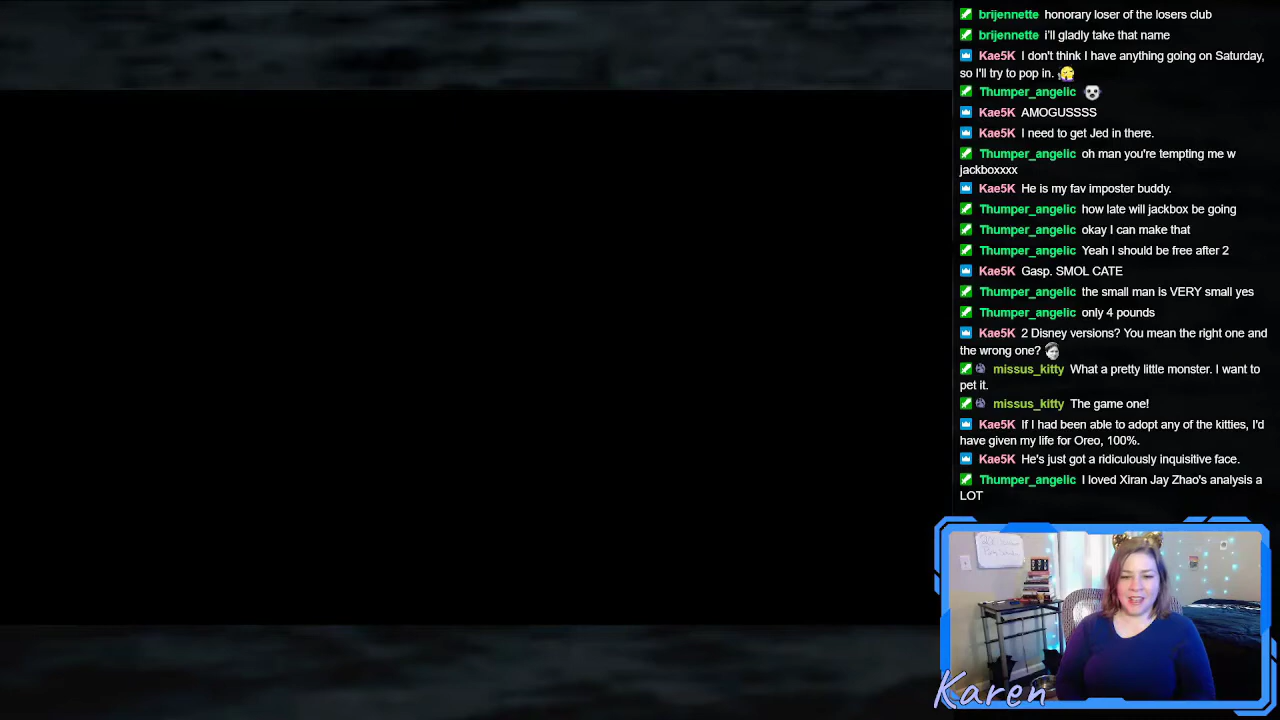 brijennette honorary loser of the losers club
brijennette i'll gladly take that name
Kae5K I don't think I have anything going on Saturday,
so I'll try to pop in.
Thumper_angelic
Kae5K AMOGUSSSS
Kae5K I need to get Jed in there.
Thumper_angelic oh man you're tempting me w
jackboxxxx
Kae5K He is my fav imposter buddy.
Thumper_angelic how late will jackbox be going
Thumper_angelic okay I can make that
Thumper_angelic Yeah I should be free after 2
Kae5K Gasp. SMOL CATE
Thumper_angelic the small man is VERY small yes
Thumper_angelic only 4 pounds
Kae5K 2 Disney versions? You mean the right one and
the wrong one?
missus_kitty What a pretty little monster. I want to
pet it.
missus_kitty The game one!
Kae5K If I had been able to adopt any of the kitties, I'd
have given my life for Oreo, 100%.
Kae5K He's just got a ridiculously inquisitive face.
Thumper_angelic I loved Xiran Jay Zhao's analysis a
LOT
Karen